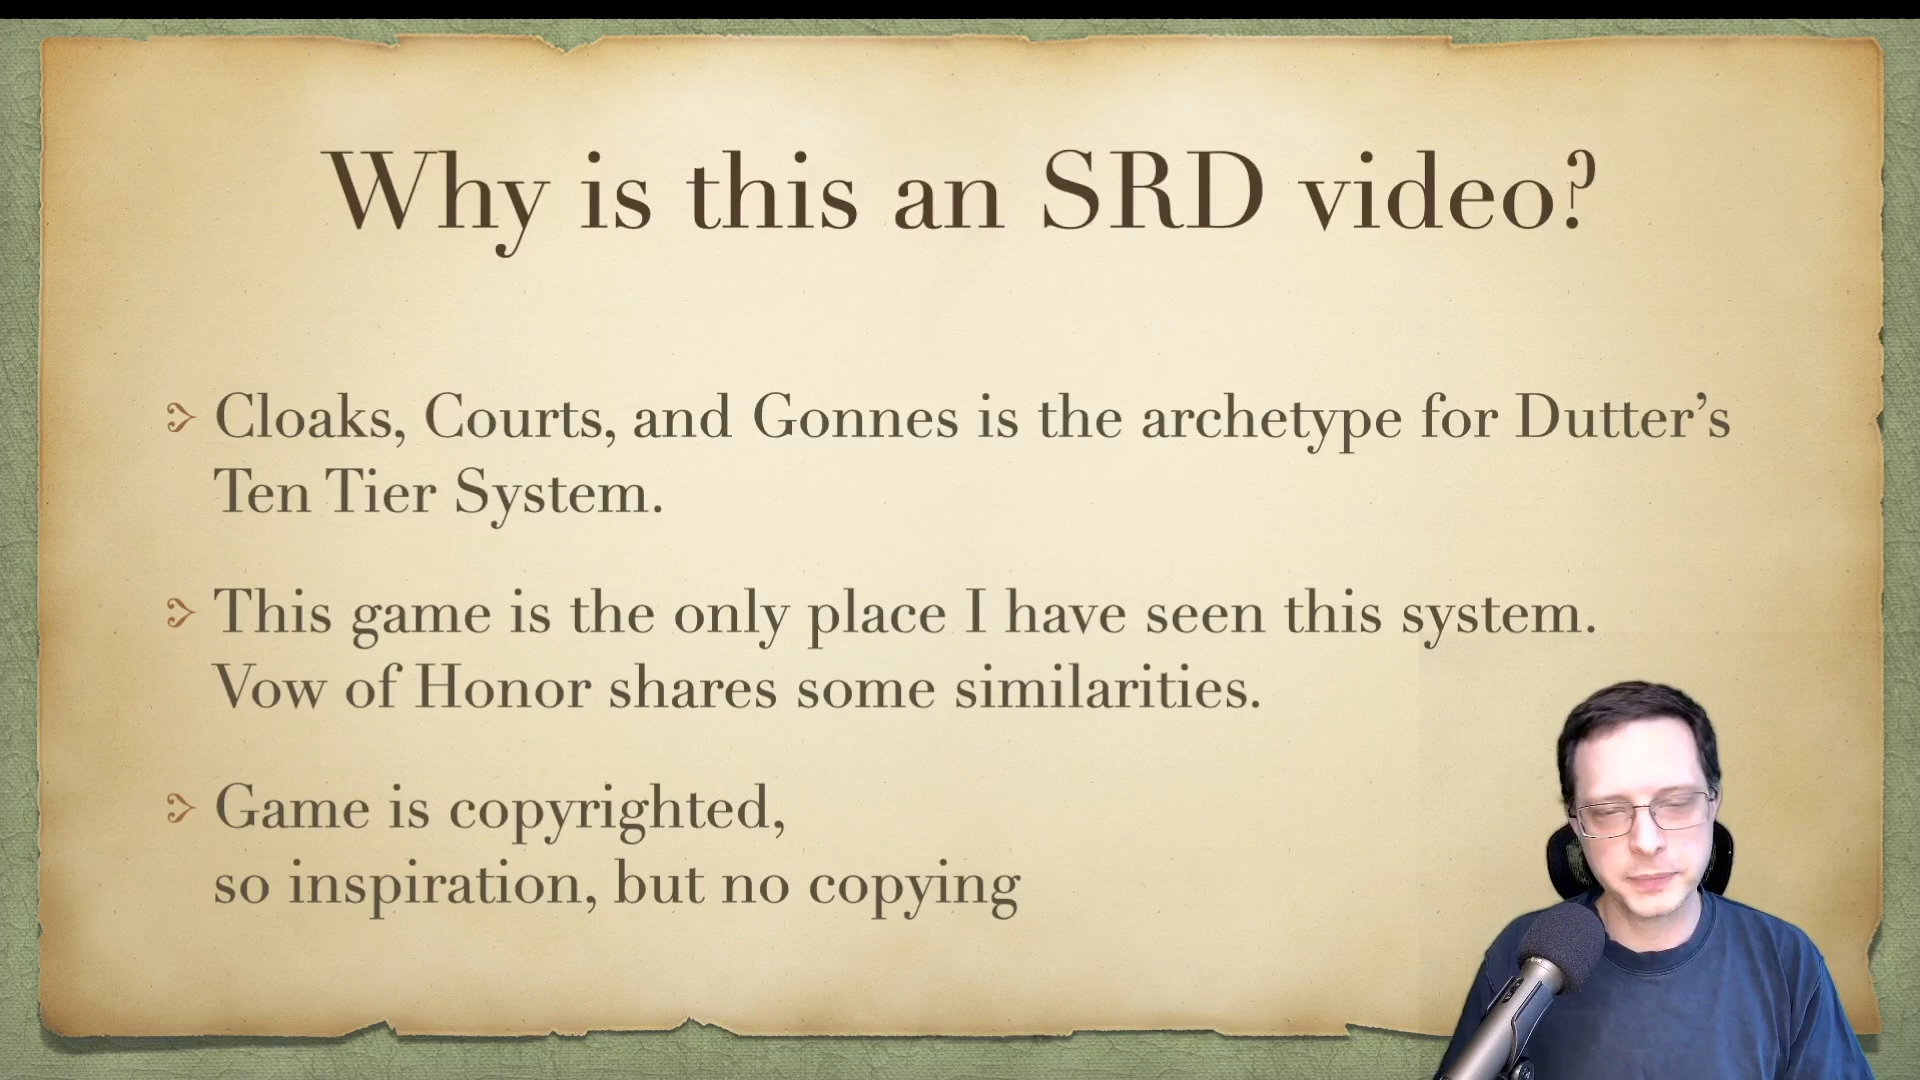 Why is this an SRD video?
Cloaks, Courts, and Gonnes is the archetype for Dutter’s
Ten Tier System.
This game is the only place I have seen this system.
Vow of Honor shares some similarities.
Game is copyrighted,
so inspiration, but no copying